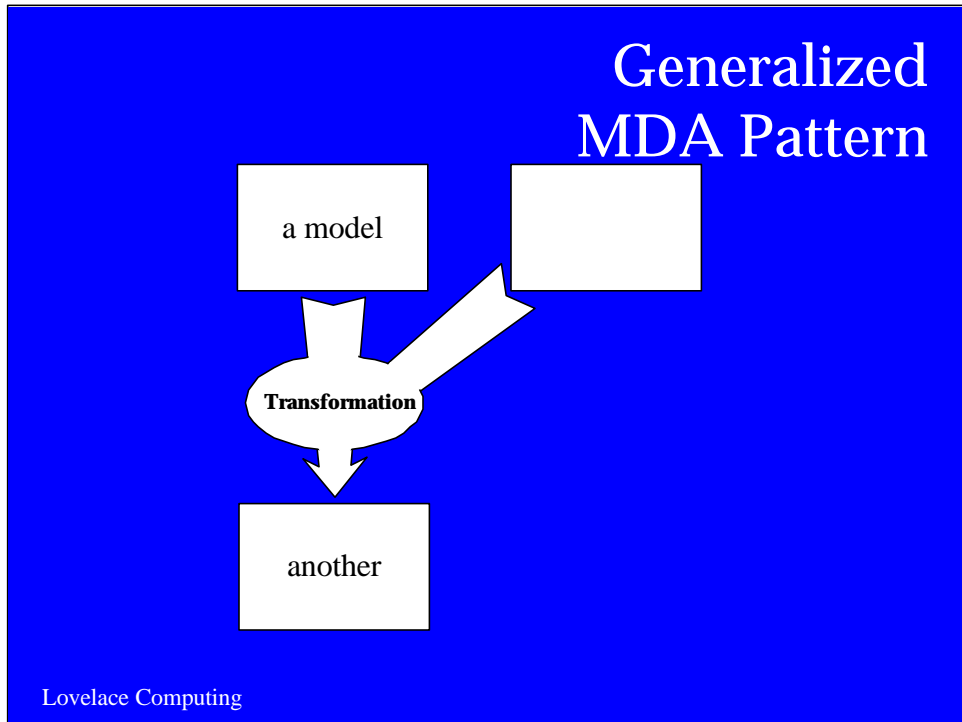 Generalized
MDA Pattern
a model
Transformation
another
Lovelace Computing